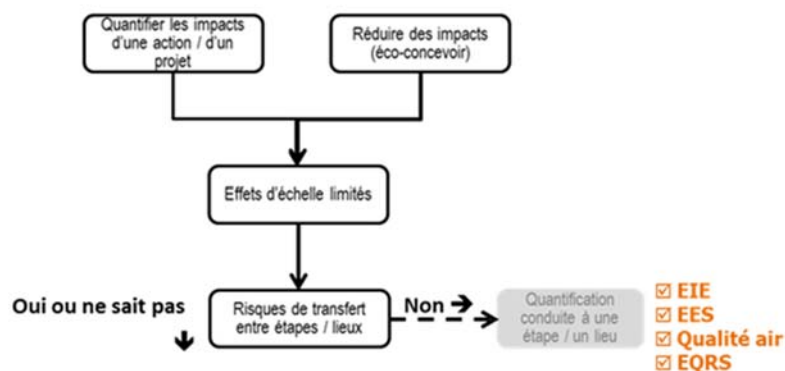 Quantifier les impacts
d'une action / d'un
projet
Réduire des impacts
(éco-concevoir)
Effets d'échelle limités
Oui ou ne sait pas
Risques de transfert
entre étapes / lieux
Non
Quantification
conduite à une
étape / un lieu
☑ EIE
☑ EES
☑ Qualité air
☑ EQRS